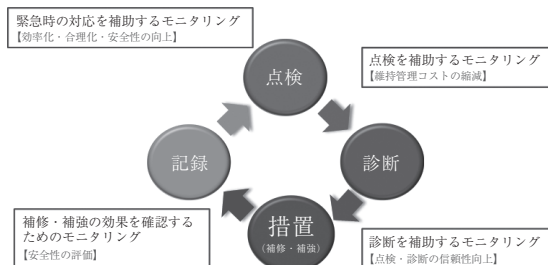 緊急時の対応を補助するモニタリング
【効率化・合理化・安全性の向上】
点検を補助するモニタリング
【維持管理コストの縮減】
点検
記録
診断
措置
(補修・補強)
補修・補強の効果を確認する
ためのモニタリング
【安全性の評価】
診断を補助するモニタリング
【点検・診断の信頼性向上】